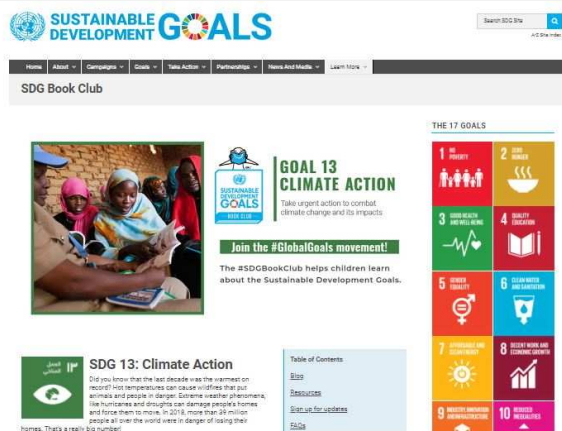 SUSTAINABLE
DEVELOPMENT
GOALS
Search SDG Site
A-Z Site Index
Home About Campaigns Goals Take Action Partnerships News And Media Learn More
SDG Book Club
THE 17 GOALS
1 NO POVERTY
2 ZERO HUNGER
3 GOOD HEALTH AND WELL-BEING
4 QUALITY EDUCATION
5 GENDER EQUALITY
6 CLEAN WATER AND SANITATION
7 AFFORDABLE AND CLEAN ENERGY
8 DECENT WORK AND ECONOMIC GROWTH
9 INDUSTRY, INNOVATION AND INFRASTRUCTURE
10 REDUCED INEQUALITIES
SUSTAINABLE
DEVELOPMENT
GOALS
BOOK CLUB
GOAL 13
CLIMATE ACTION
Take urgent action to combat
climate change and its impacts
Join the #GlobalGoals movement!
The #SDGBookClub helps children learn
about the Sustainable Development Goals.
١٣ العمل المناخي
SDG 13: Climate Action
Did you know that the last decade was the warmest on
record? Hot temperatures can cause wildfires that put
animals and people in danger. Extreme weather phenomena,
like hurricanes and droughts can damage people's homes
and force them to move. In 2018, more than 39 million
people all over the world were in danger of losing their
homes. That's a really big number!
Table of Contents
Blog
Resources
Sign up for updates
FAQs